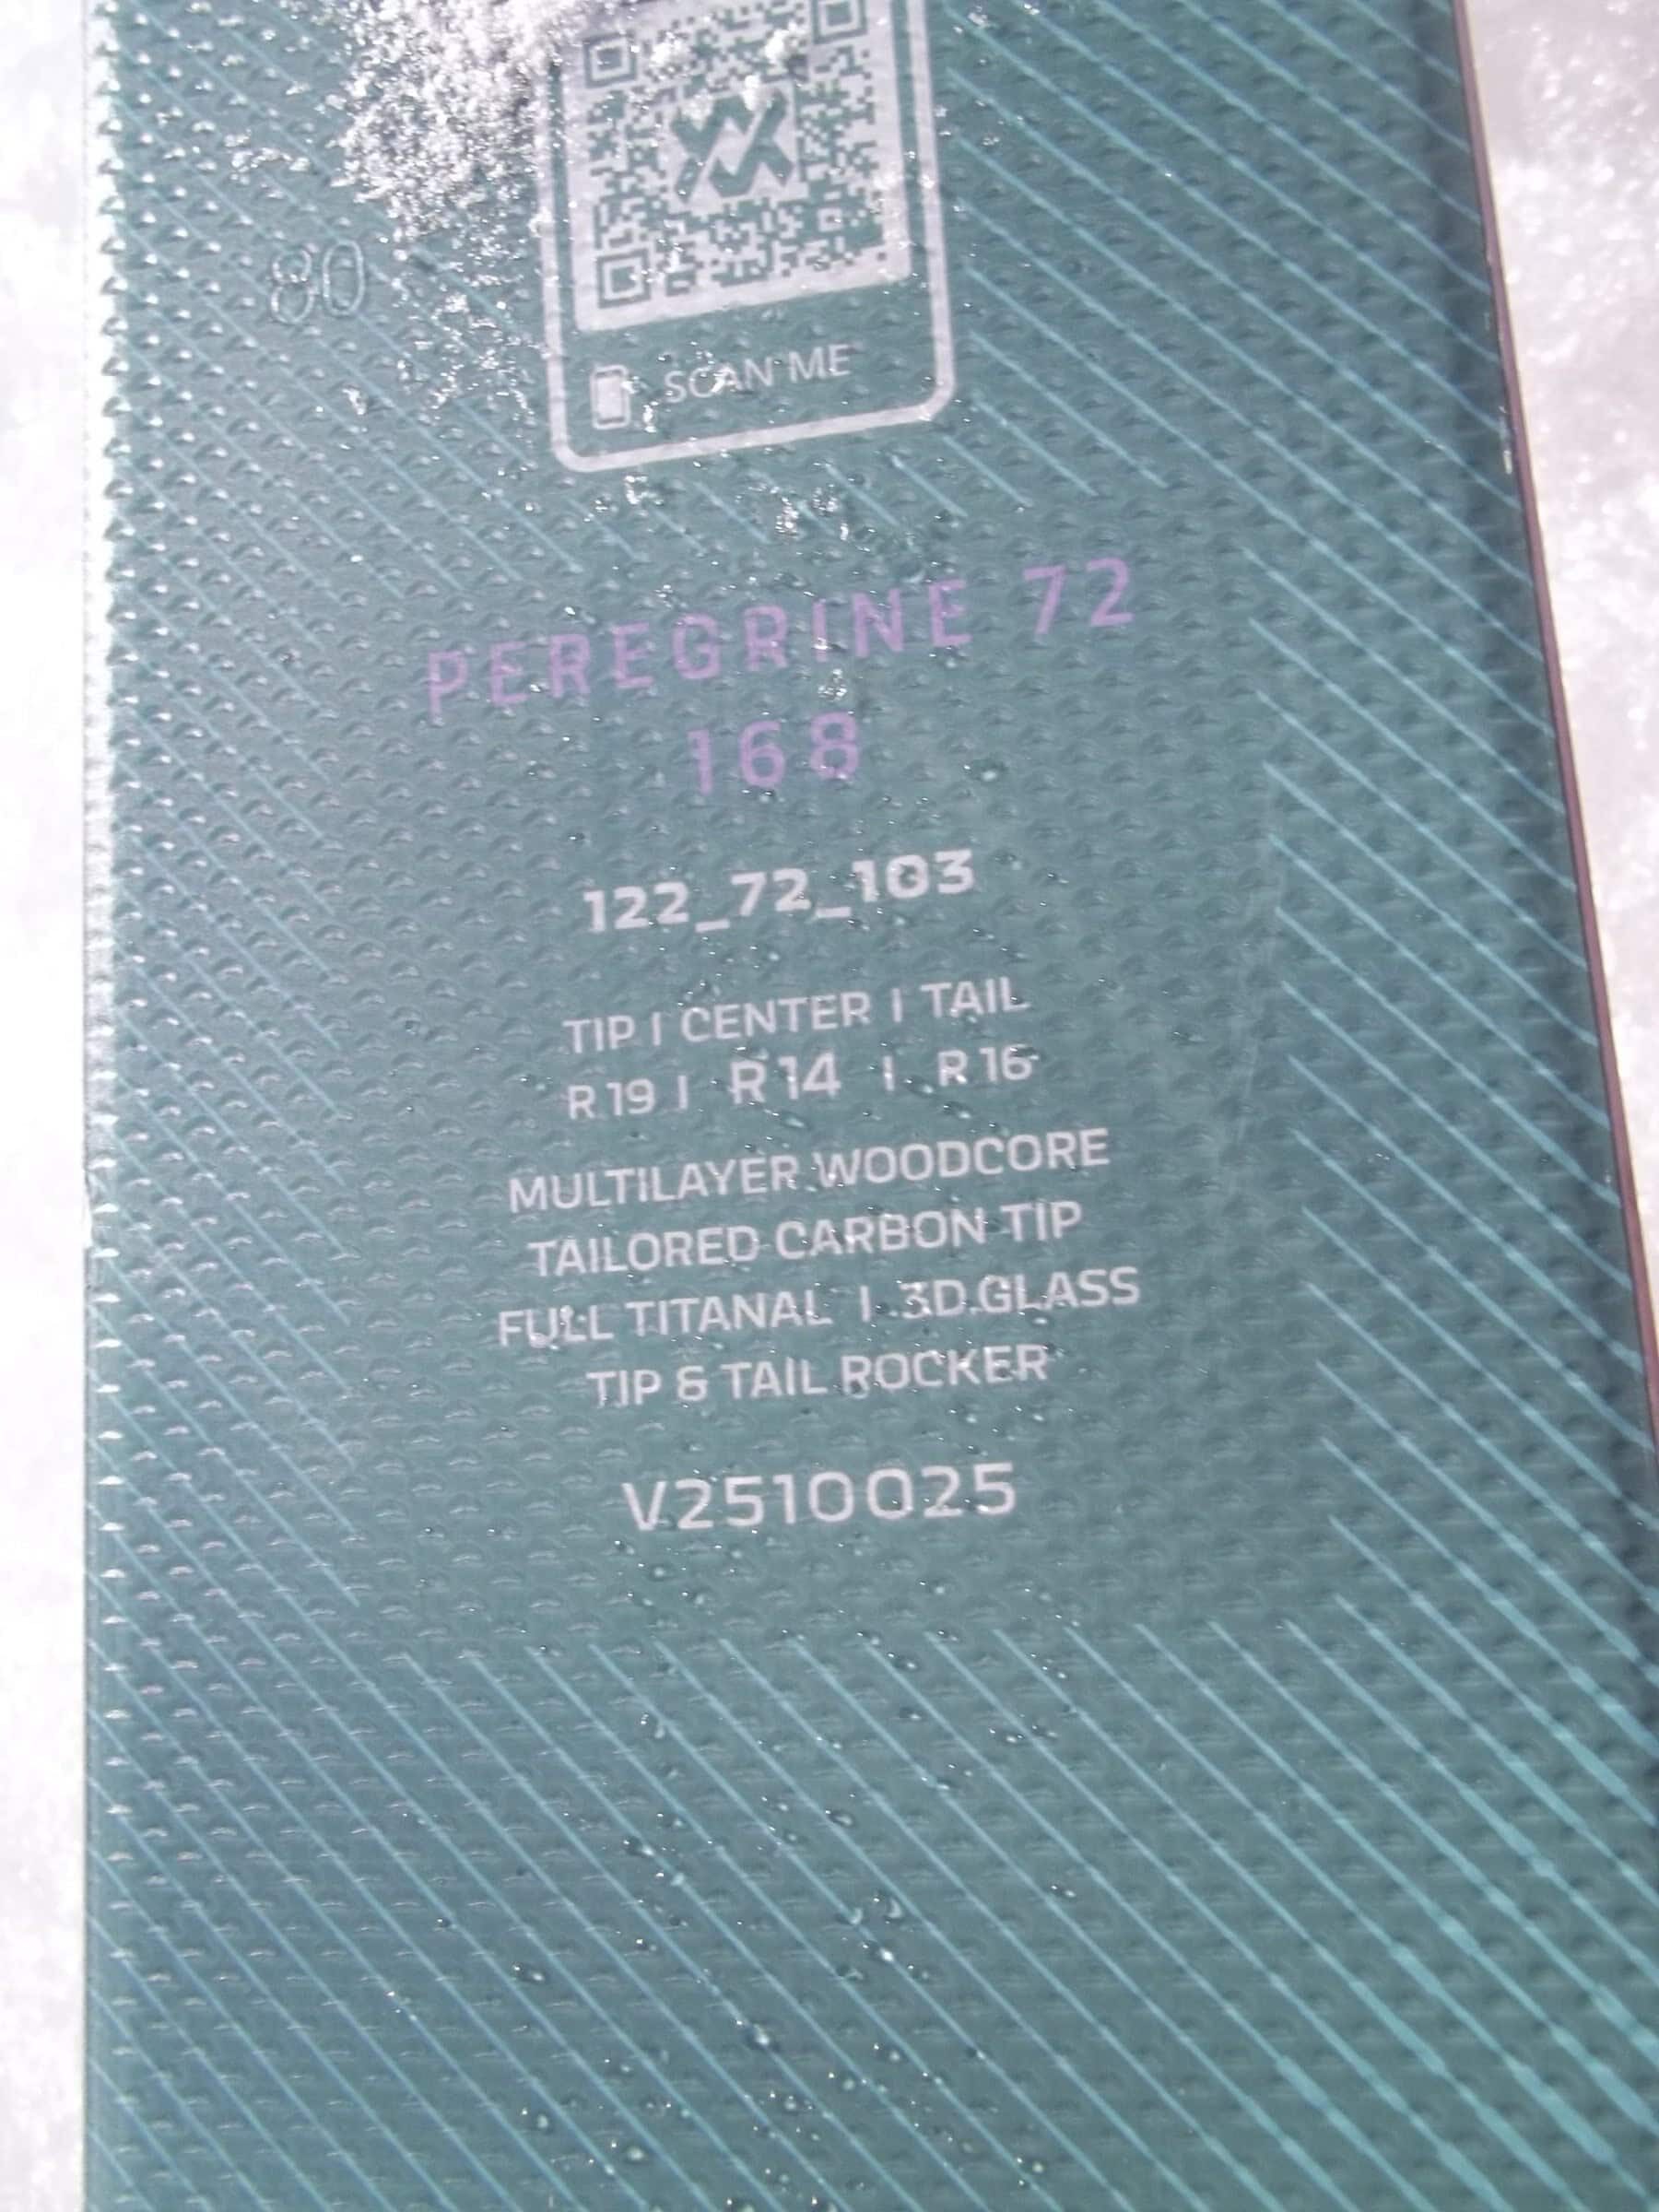 80
SCAN ME
PEREGRINE 72
168
122_72_103
TIP | CENTER | TAIL
R 19 | R 14 | R 16
MULTILAYER WOODCORE
TAILORED CARBON TIP
FULL TITANAL | 3D.GLASS
TIP & TAIL ROCKER
V2510025